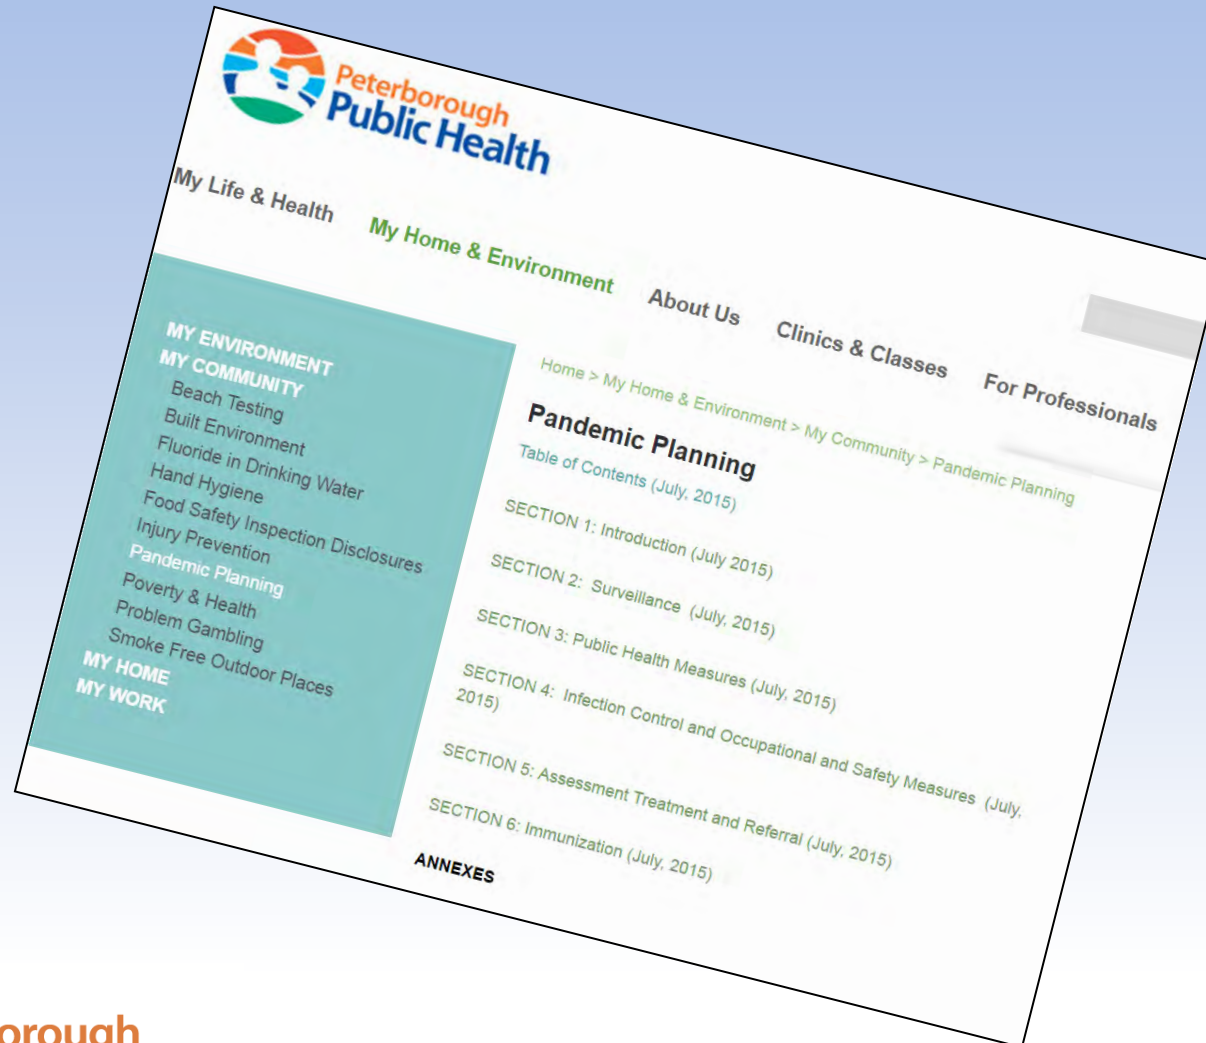 Peterborough
Public Health
My Life & Health
My Home & Environment
About Us
Clinics & Classes
For Professionals
MY ENVIRONMENT
MY COMMUNITY
Beach Testing
Built Environment
Fluoride in Drinking Water
Hand Hygiene
Food Safety Inspection Disclosures
Injury Prevention
Pandemic Planning
Poverty & Health
Problem Gambling
Smoke Free Outdoor Places
MY HOME
MY WORK
Home > My Home & Environment > My Community > Pandemic Planning
Pandemic Planning
Table of Contents (July, 2015)
SECTION 1: Introduction (July 2015)
SECTION 2: Surveillance (July, 2015)
SECTION 3: Public Health Measures (July, 2015)
SECTION 4: Infection Control and Occupational and Safety Measures (July,
2015)
SECTION 5: Assessment Treatment and Referral (July, 2015)
SECTION 6: Immunization (July, 2015)
ANNEXES
orough